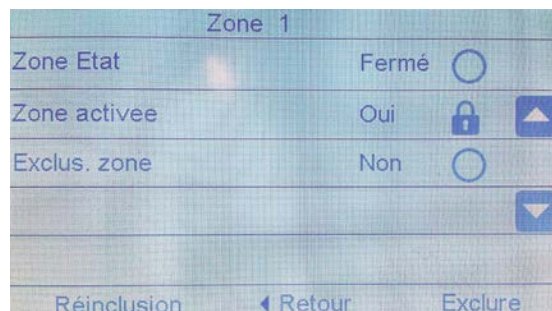 Zone 1
Zone Etat Fermé
Zone activee Oui
Exclus. zone Non
Réinclusion Retour Exclure